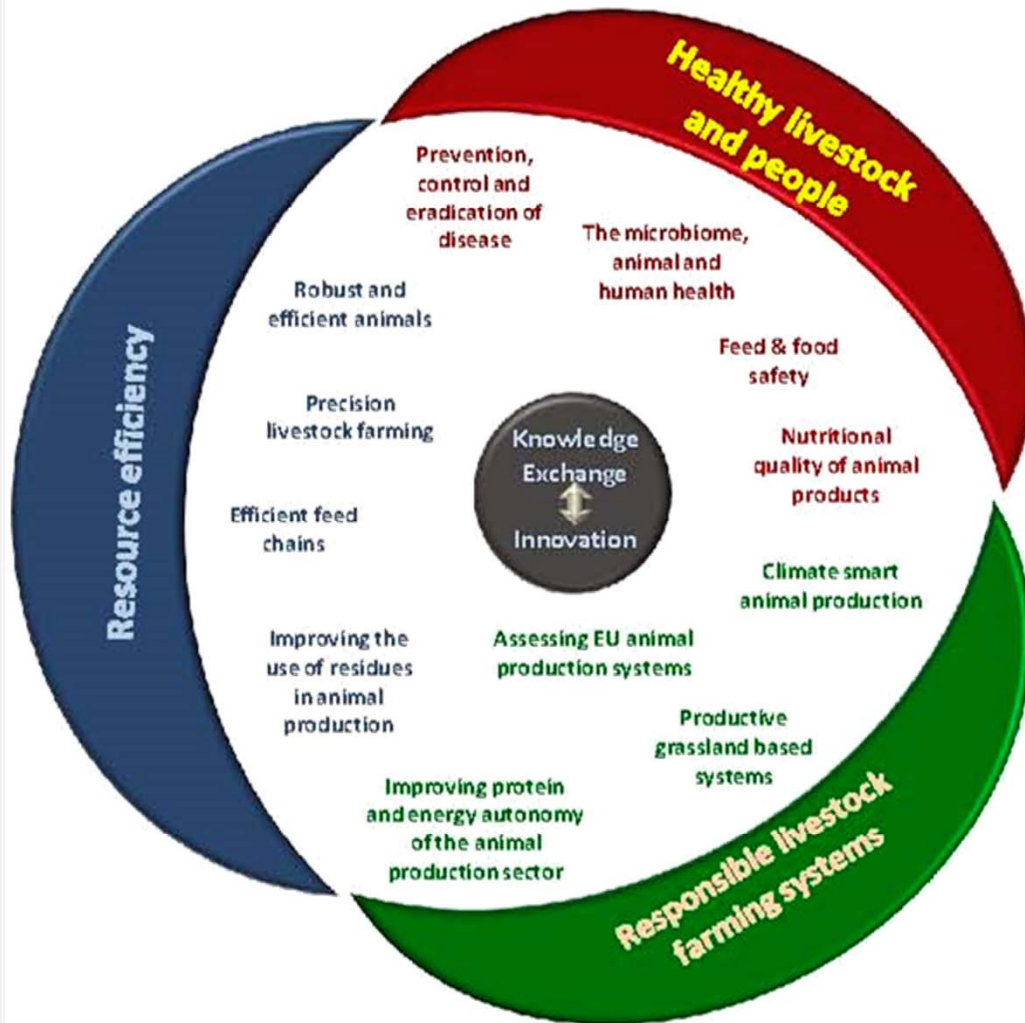 Healthy livestock
and people
Prevention,
control and
eradication of
disease
The microbiome,
animal and
human health
Feed & food
safety
Nutritional
quality of animal
products
Resource efficiency
Robust and
efficient animals
Precision
livestock farming
Efficient feed
chains
Improving the
use of residues
in animal
production
Knowledge
Exchange
Innovation
Climate smart
animal production
Assessing EU animal
production systems
Productive
grassland based
systems
Improving protein
and energy autonomy
of the animal
production sector
Responsible livestock
farming systems